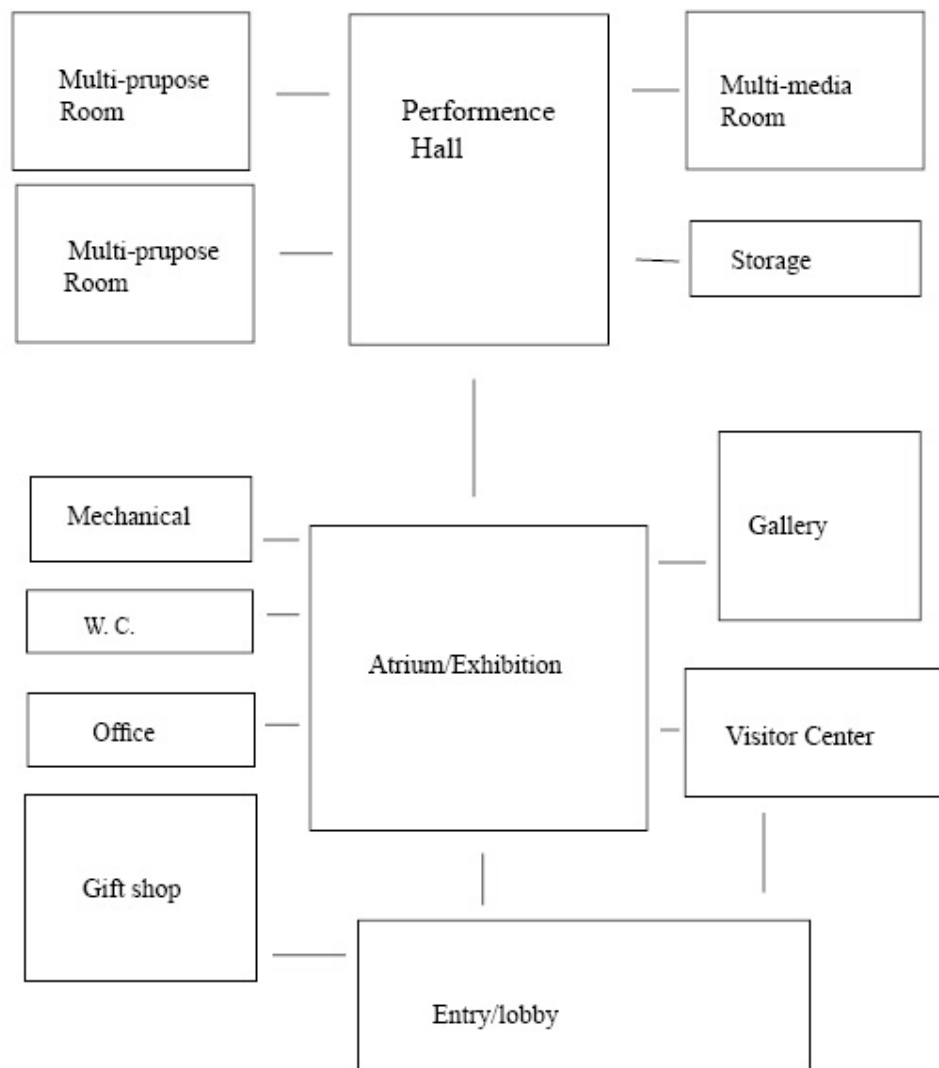 Multi-prupose
Room
Performence
Hall
Multi-media
Room
Multi-prupose
Room
Storage
Mechanical
Gallery
W. C.
Atrium/Exhibition
Office
Visitor Center
Gift shop
Entry/lobby